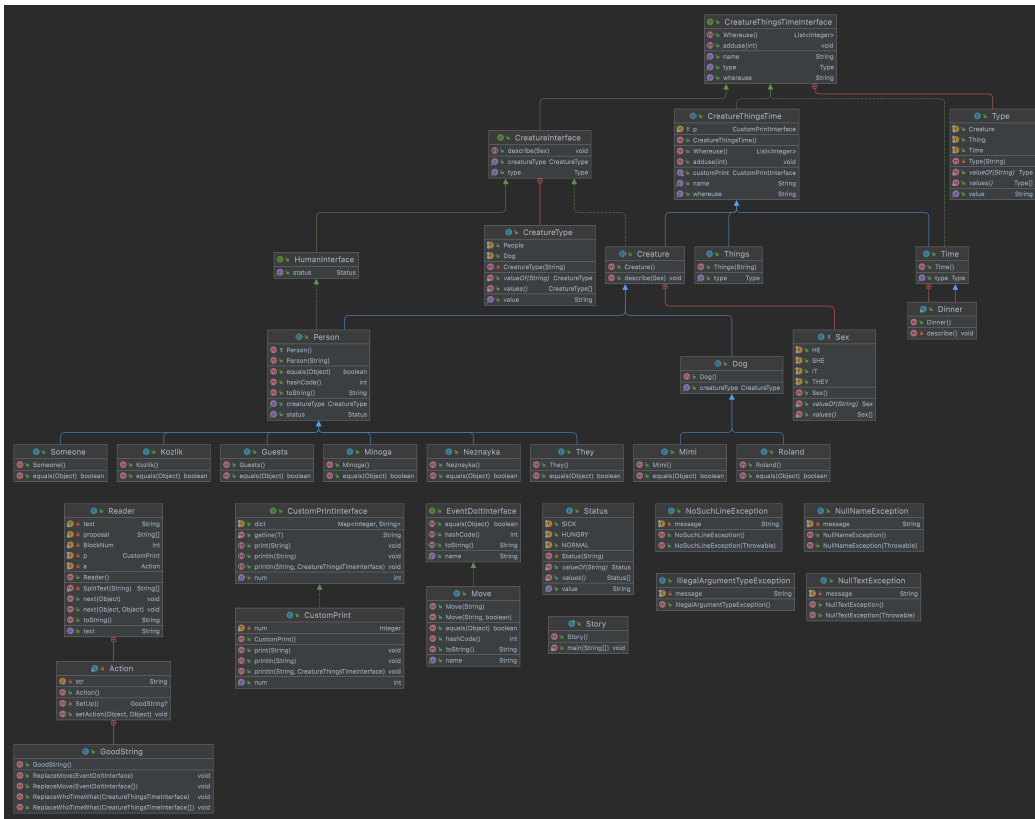 CreatureThingsTimeInterface
Whereuse() List<Integer>
adduse(int) void
name String
type Type
whereuse String
CreatureThingsTime
p CustomPrintInterface
CreatureThingsTime()
Whereuse() List<Integer>
adduse(int) void
customPrint CustomPrintInterface
name String
whereuse String
Type
Creature
Thing
Time
Type(String)
valueOf(String) Type
values() Type[]
value String
CreatureInterface
describe(Sex) void
creatureType CreatureType
type Type
CreatureType
People
Dog
CreatureType(String)
valueOf(String) CreatureType
values() CreatureType[]
value String
HumanInterface
status Status
Creature
Creature()
describe(Sex) void
Things
Things(String)
type Type
Time
Time()
type Type
Dinner
Dinner()
describe() void
Person
Person()
Person(String)
equals(Object) boolean
hashCode() int
toString() String
creatureType CreatureType
status Status
Sex
HE
SHE
IT
THEY
Sex()
valueOf(String) Sex
values() Sex[]
Dog
Dog()
creatureType CreatureType
Someone
Someone()
equals(Object) boolean
Kozlik
Kozlik()
equals(Object) boolean
Guests
Guests()
equals(Object) boolean
Minoga
Minoga()
equals(Object) boolean
Neznayka
Neznayka()
equals(Object) boolean
They
They()
equals(Object) boolean
Mimi
Mimi()
equals(Object) boolean
Roland
Roland()
equals(Object) boolean
Reader
text String
proposal String[]
BlockNum int
p CustomPrint
a Action
Reader()
SplitText(String) String[]
next(Object) void
next(Object, Object) void
toString() String
text String
CustomPrintInterface
dict Map<Integer, String>
getline(T) String
print(String) void
println(String) void
println(String, CreatureThingsTimeInterface) void
num int
EventDoItInterface
equals(Object) boolean
hashCode() int
toString() String
name String
Status
SICK
HUNGRY
NORMAL
Status(String)
valueOf(String) Status
values() Status[]
value String
NoSuchLineException
message String
NoSuchLineException()
NoSuchLineException(Throwable)
NullNameException
message String
NullNameException()
NullNameException(Throwable)
IllegalArgumentTypeException
message String
IllegalArgumentTypeException()
NullTextException
message String
NullTextException()
NullTextException(Throwable)
Move
Move(String)
Move(String, boolean)
equals(Object) boolean
hashCode() int
toString() String
name String
CustomPrint
num Integer
CustomPrint()
print(String) void
println(String) void
println(String, CreatureThingsTimeInterface) void
num int
Story
Story()
main(String[]) void
Action
str String
Action()
SetUp() GoodString?
setAction(Object, Object) void
GoodString
GoodString()
ReplaceMove(EventDoItInterface) void
ReplaceMove(EventDoItInterface[]) void
ReplaceWhoTimeWhat(CreatureThingsTimeInterface) void
ReplaceWhoTimeWhat(CreatureThingsTimeInterface[]) void